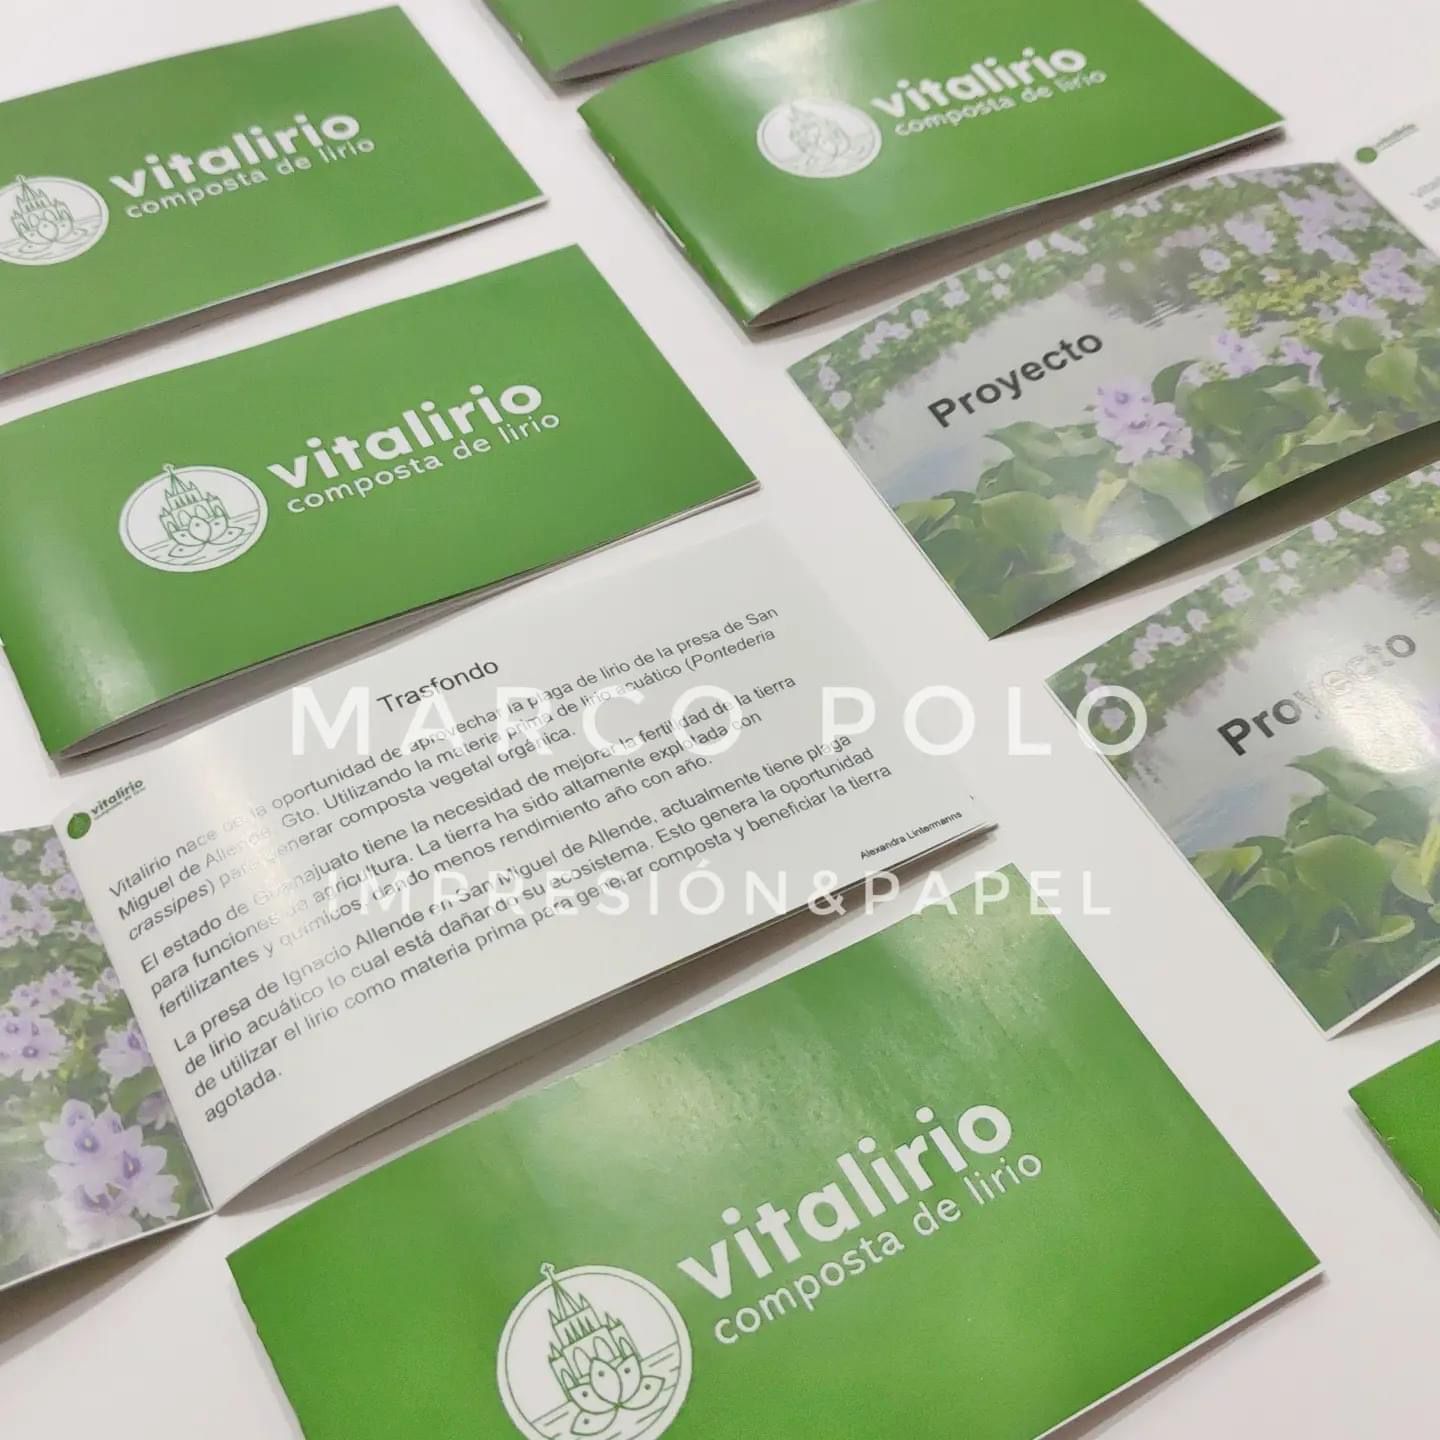 vitalirio
composta de lirio
vitalirio
composta de lirio
vitalirio
Proyecto
vitalirio
composta de lirio
Proyecto
Trasfondo
vitalirio
composta de lirio
Vitalirio nace de la oportunidad de aprovechar la plaga de lirio de la presa de San
Miguel de Allende, Gto. Utilizando la materia prima de lirio acuático (Pontederia
crassipes) para generar composta vegetal orgánica.
El estado de Guanajuato tiene la necesidad de mejorar la fertilidad de la tierra
para funciones de agricultura. La tierra ha sido altamente explotada con
fertilizantes y químicos, dando menos rendimiento año con año.
La presa de Ignacio Allende en San Miguel de Allende, actualmente tiene plaga
de lirio acuático lo cual está dañando su ecosistema. Esto genera la oportunidad
de utilizar el lirio como materia prima para generar composta y beneficiar la tierra
agotada.
Alexandra Lintermanns
MARCO POLO
IMPRESIÓN&PAPEL
vitalirio
composta de lirio